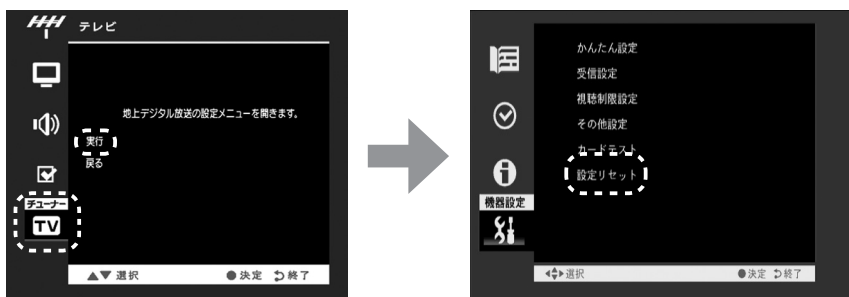 テレビ
地上デジタル放送の設定メニューを開きます。
実行
戻る
チューナー
TV
▲▼ 選択 ●決定 ⮌終了
かんたん設定
受信設定
視聴制限設定
その他設定
カードテスト
設定リセット
機器設定
選択 ●決定 ⮌終了